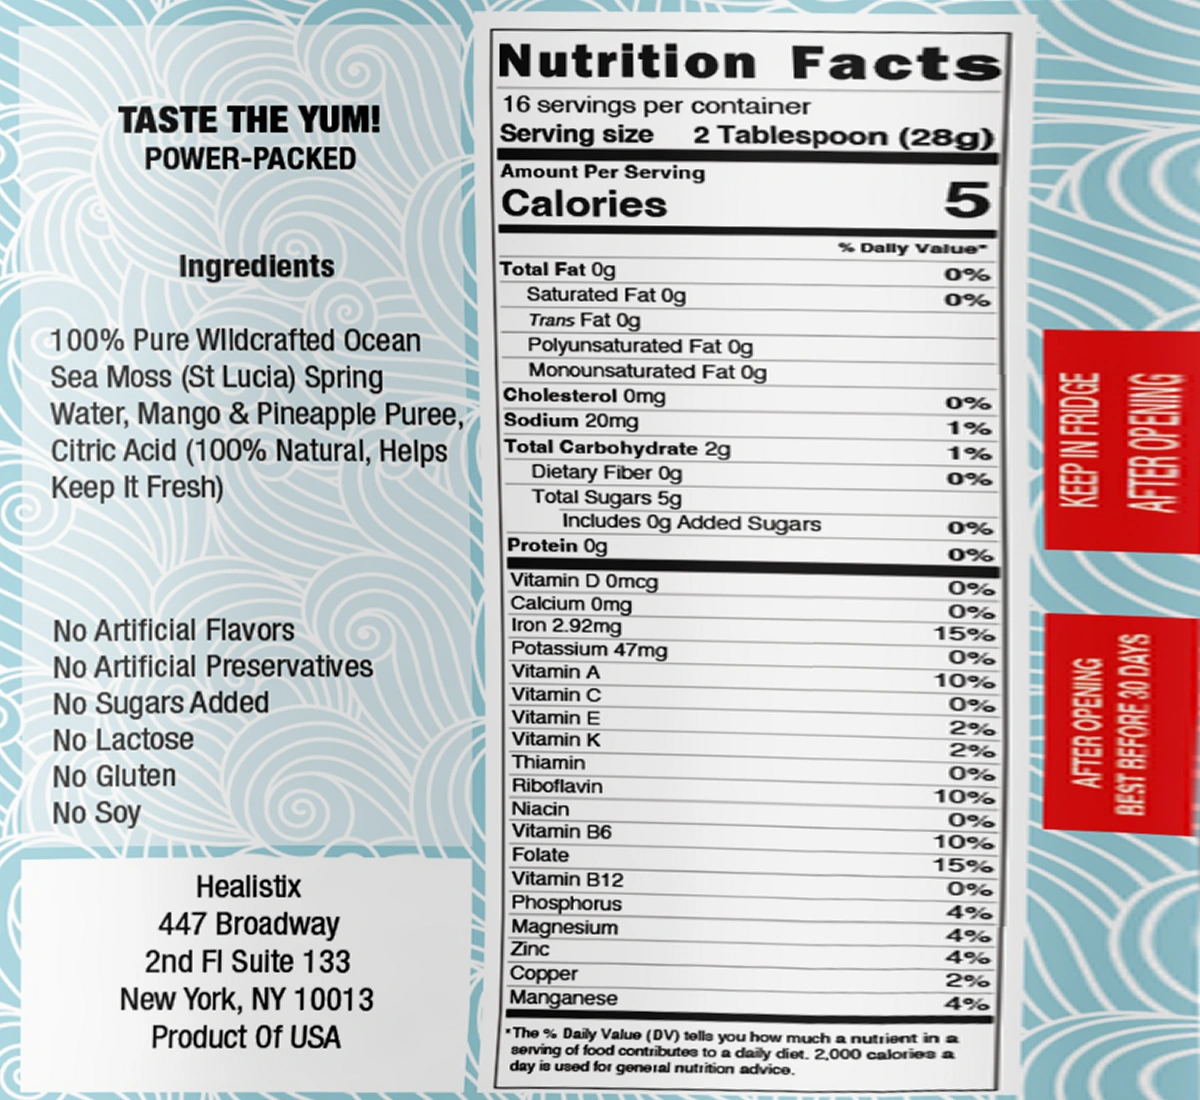 TASTE THE YUM!
POWER-PACKED
Ingredients
100% Pure WIldcrafted Ocean
Sea Moss (St Lucia) Spring
Water, Mango & Pineapple Puree,
Citric Acid (100% Natural, Helps
Keep It Fresh)
No Artificial Flavors
No Artificial Preservatives
No Sugars Added
No Lactose
No Gluten
No Soy
Healistix
447 Broadway
2nd Fl Suite 133
New York, NY 10013
Product Of USA
Nutrition Facts
16 servings per container
Serving size 2 Tablespoon (28g)
Amount Per Serving
Calories 5
% Daily Value*
Total Fat 0g 0%
Saturated Fat 0g 0%
Trans Fat 0g
Polyunsaturated Fat 0g
Monounsaturated Fat 0g
Cholesterol 0mg 0%
Sodium 20mg 1%
Total Carbohydrate 2g 1%
Dietary Fiber 0g 0%
Total Sugars 5g
Includes 0g Added Sugars 0%
Protein 0g 0%
Vitamin D 0mcg 0%
Calcium 0mg 0%
Iron 2.92mg 15%
Potassium 47mg 0%
Vitamin A 10%
Vitamin C 0%
Vitamin E 2%
Vitamin K 2%
Thiamin 0%
Riboflavin 10%
Niacin 0%
Vitamin B6 10%
Folate 15%
Vitamin B12 0%
Phosphorus 4%
Magnesium 4%
Zinc 4%
Copper 2%
Manganese 4%
*The % Daily Value (DV) tells you how much a nutrient in a
serving of food contributes to a daily diet. 2,000 calories a
day is used for general nutrition advice.
KEEP IN FRIDGE
AFTER OPENING
AFTER OPENING
BEST BEFORE 30 DAYS